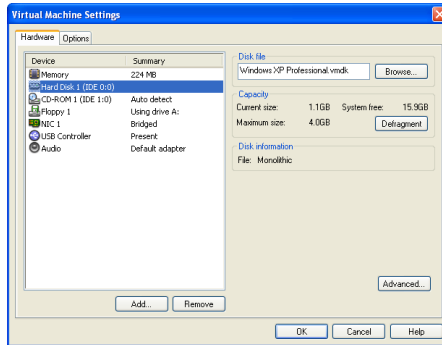 Virtual Machine Settings
Hardware Options
Device Summary
Memory 224 MB
Hard Disk 1 (IDE 0:0)
CD-ROM 1 (IDE 1:0) Auto detect
Floppy 1 Using drive A:
NIC 1 Bridged
USB Controller Present
Audio Default adapter
Add... Remove
Disk file
Windows XP Professional.vmdk Browse...
Capacity
Current size: 1.1GB System free: 15.9GB
Maximum size: 4.0GB Defragment
Disk information
File: Monolithic
Advanced...
OK Cancel Help